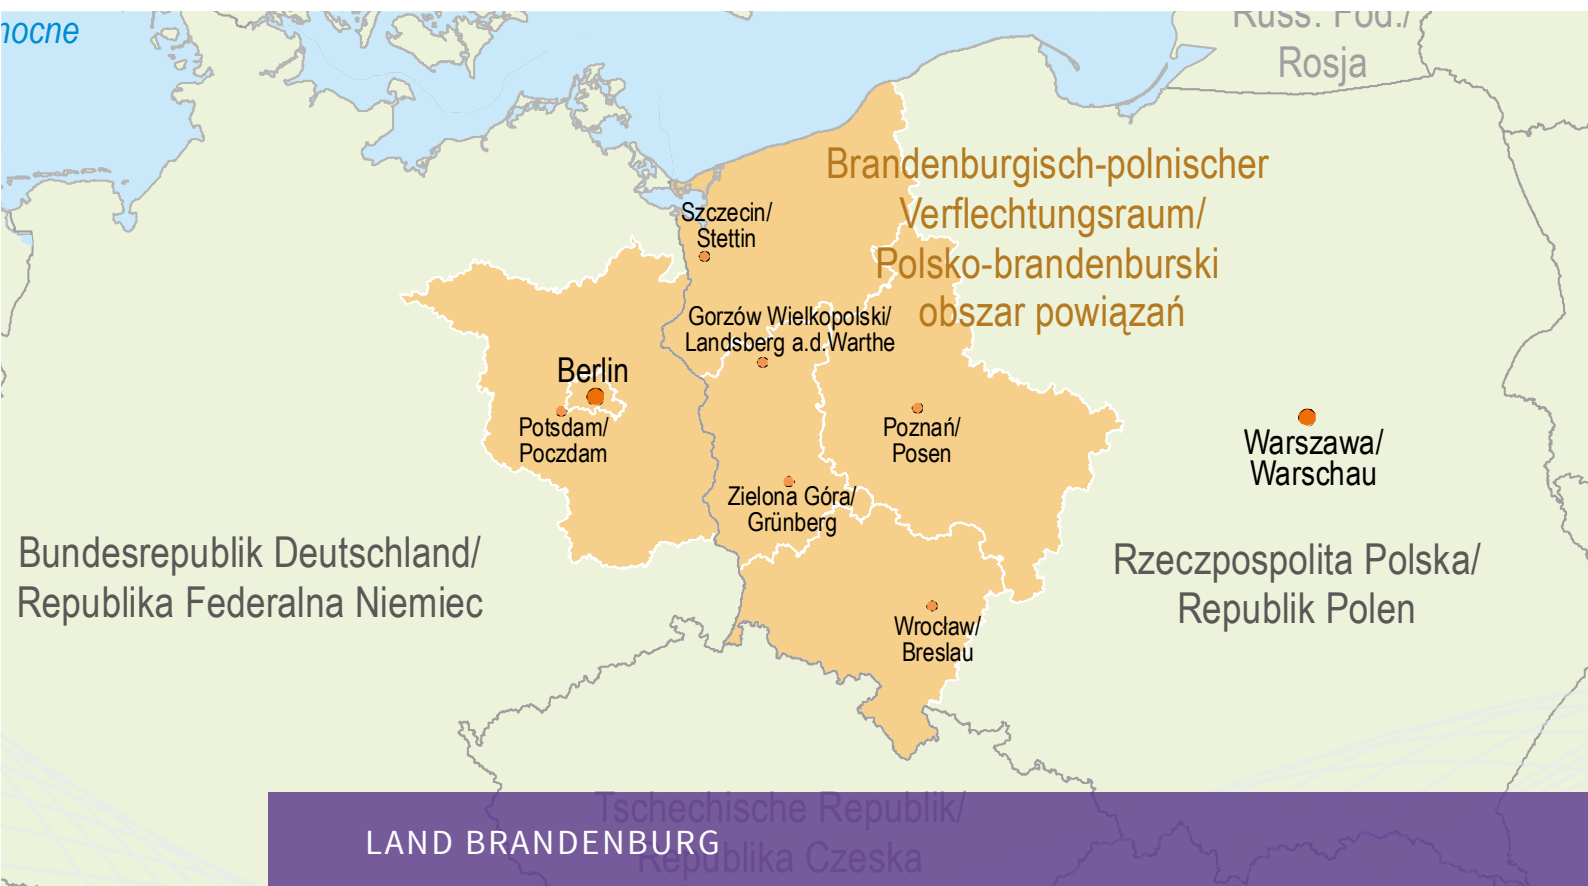 Russ. Föd./
Rosja
Brandenburgisch-polnischer
Verflechtungsraum/
Polsko-brandenburski
obszar powiązań
Szczecin/
Stettin
Gorzów Wielkopolski/
Landsberg a.d.Warthe
Berlin
Potsdam/
Poczdam
Poznań/
Posen
Warszawa/
Warschau
Zielona Góra/
Grünberg
Bundesrepublik Deutschland/
Republika Federalna Niemiec
Rzeczpospolita Polska/
Republik Polen
Wrocław/
Breslau
Tschechische Republik/
Republika Czeska
LAND BRANDENBURG